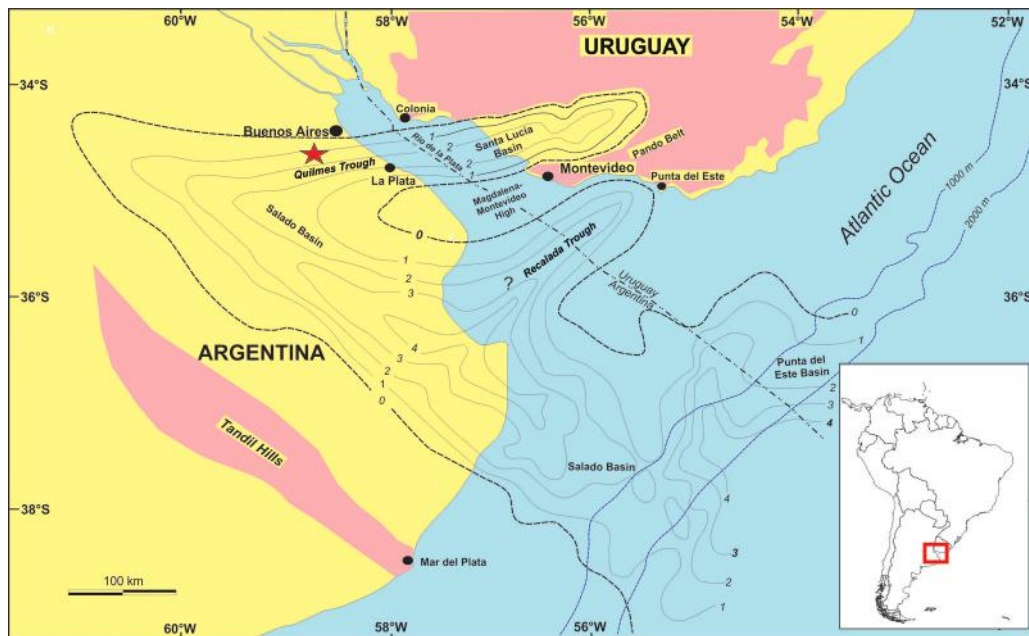 60°W
58°W
56°W
54°W
52°W
URUGUAY
34°S
34°S
Colonia
Buenos Aires
Rio de la Plata
1
2
2
1
Santa Lucia
Basin
Pando Belt
Quilmes Trough
La Plata
Montevideo
Punta del Este
Magdalena-
Montevideo
High
Atlantic Ocean
1000 m
2000 m
Salado Basin
0
Recalada Trough
1
2
3
?
Uruguay
Argentina
36°S
36°S
0
1
Punta del
Este Basin
2
3
4
ARGENTINA
4
3
2
1
0
Tandil Hills
Salado Basin
4
3
2
1
38°S
Mar del Plata
100 km
60°W
58°W
56°W